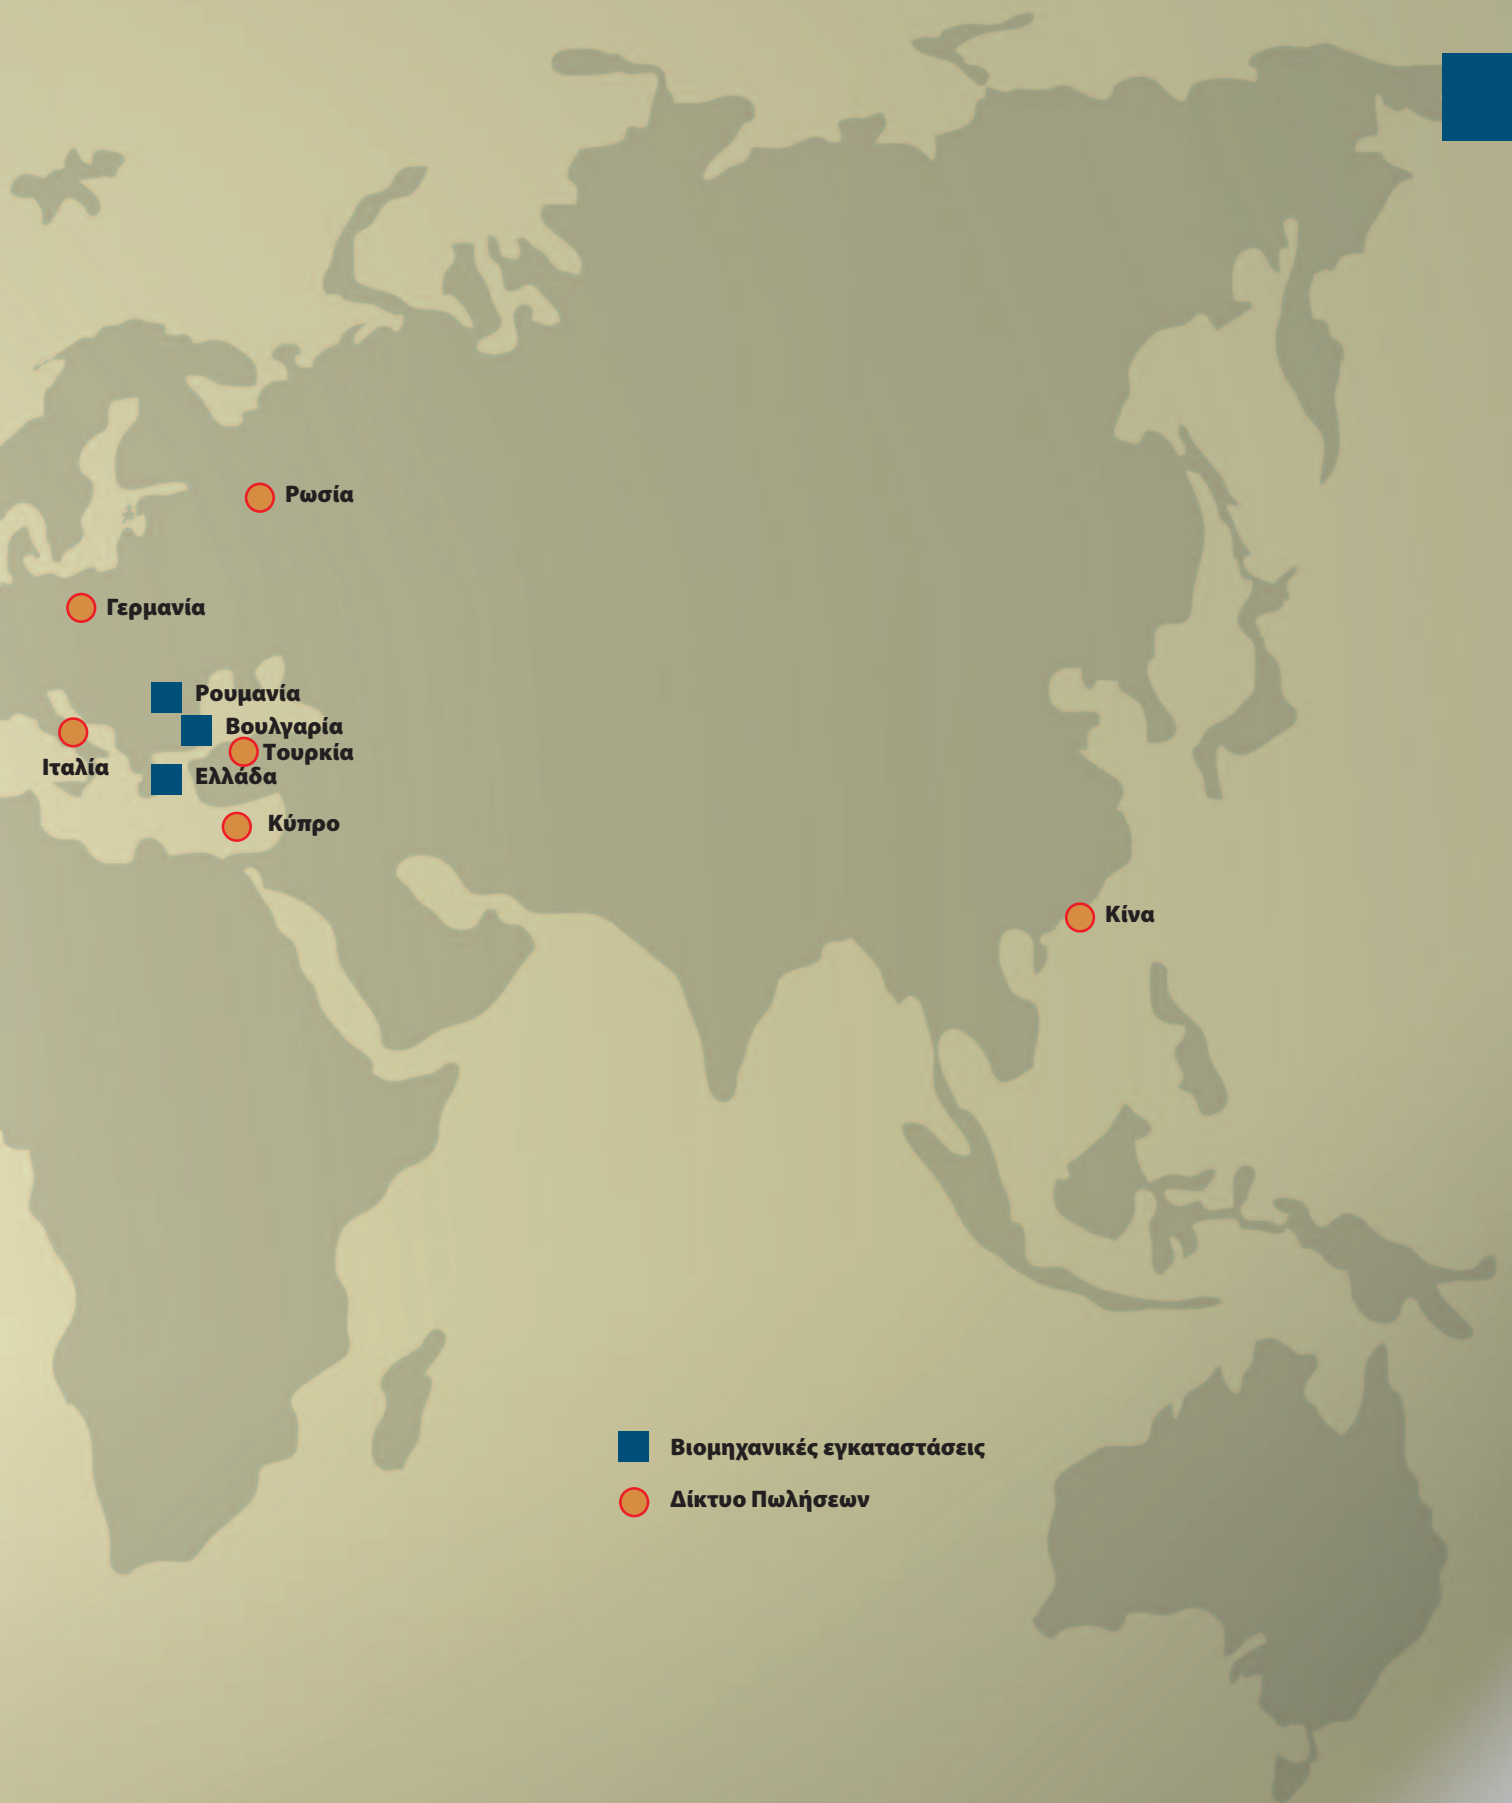 Ρωσία
Γερμανία
Ρουμανία
Βουλγαρία
Τουρκία
Ιταλία
Ελλάδα
Κύπρο
Κίνα
Βιομηχανικές εγκαταστάσεις
Δίκτυο Πωλήσεων